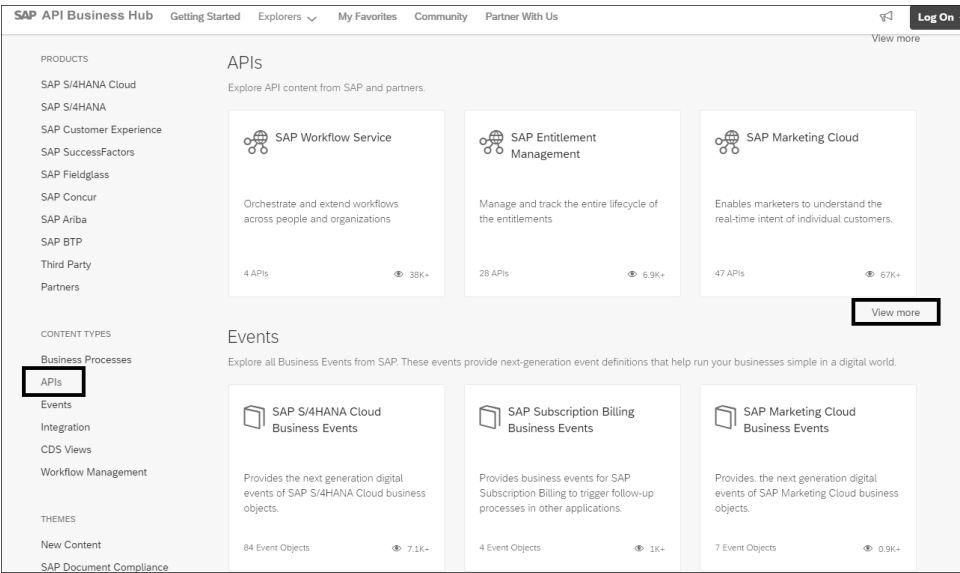 SAP API Business Hub Getting Started Explorers My Favorites Community Partner With Us Log On
View more
PRODUCTS
SAP S/4HANA Cloud
SAP S/4HANA
SAP Customer Experience
SAP SuccessFactors
SAP Fieldglass
SAP Concur
SAP Ariba
SAP BTP
Third Party
Partners
CONTENT TYPES
Business Processes
APIs
Events
Integration
CDS Views
Workflow Management
THEMES
New Content
SAP Document Compliance
APIs
Explore API content from SAP and partners.
SAP Workflow Service
Orchestrate and extend workflows
across people and organizations
4 APIs 38K+
SAP Entitlement
Management
Manage and track the entire lifecycle of
the entitlements
28 APIs 6.9K+
SAP Marketing Cloud
Enables marketers to understand the
real-time intent of individual customers.
47 APIs 67K+
View more
Events
Explore all Business Events from SAP. These events provide next-generation event definitions that help run your businesses simple in a digital world.
SAP S/4HANA Cloud
Business Events
Provides the next generation digital
events of SAP S/4HANA Cloud business
objects.
84 Event Objects 7.1K+
SAP Subscription Billing
Business Events
Provides business events for SAP
Subscription Billing to trigger follow-up
processes in other applications.
4 Event Objects 1K+
SAP Marketing Cloud
Business Events
Provides. the next generation digital
events of SAP Marketing Cloud business
objects.
7 Event Objects 0.9K+